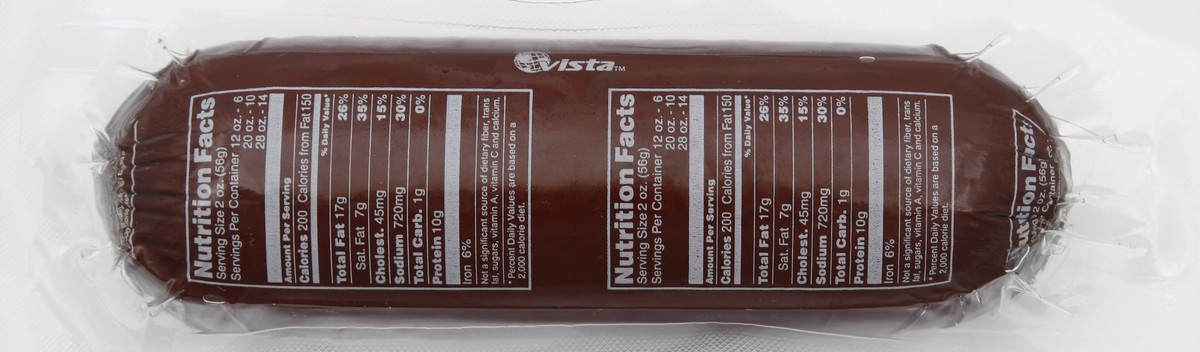 vista™
Nutrition Facts
Serving Size 2 oz. (56g)
Servings Per Container 12 oz. - 6
20 oz. - 10
28 oz. - 14
Amount Per Serving
Calories 200 Calories from Fat 150
% Daily Value*
Total Fat 17g 26%
Sat. Fat 7g 35%
Cholest. 45mg 15%
Sodium 720mg 30%
Total Carb. 1g 0%
Protein 10g
Iron 6%
Not a significant source of dietary fiber, trans
fat, sugars, vitamin A, vitamin C and calcium.
* Percent Daily Values are based on a
2,000 calorie diet.
Nutrition Facts
Serving Size 2 oz. (56g)
Servings Per Container 12 oz. - 6
20 oz. - 10
28 oz. - 14
Amount Per Serving
Calories 200 Calories from Fat 150
% Daily Value*
Total Fat 17g 26%
Sat. Fat 7g 35%
Cholest. 45mg 15%
Sodium 720mg 30%
Total Carb. 1g 0%
Protein 10g
Iron 6%
Not a significant source of dietary fiber, trans
fat, sugars, vitamin A, vitamin C and calcium.
* Percent Daily Values are based on a
2,000 calorie diet.
2 oz. (56g)